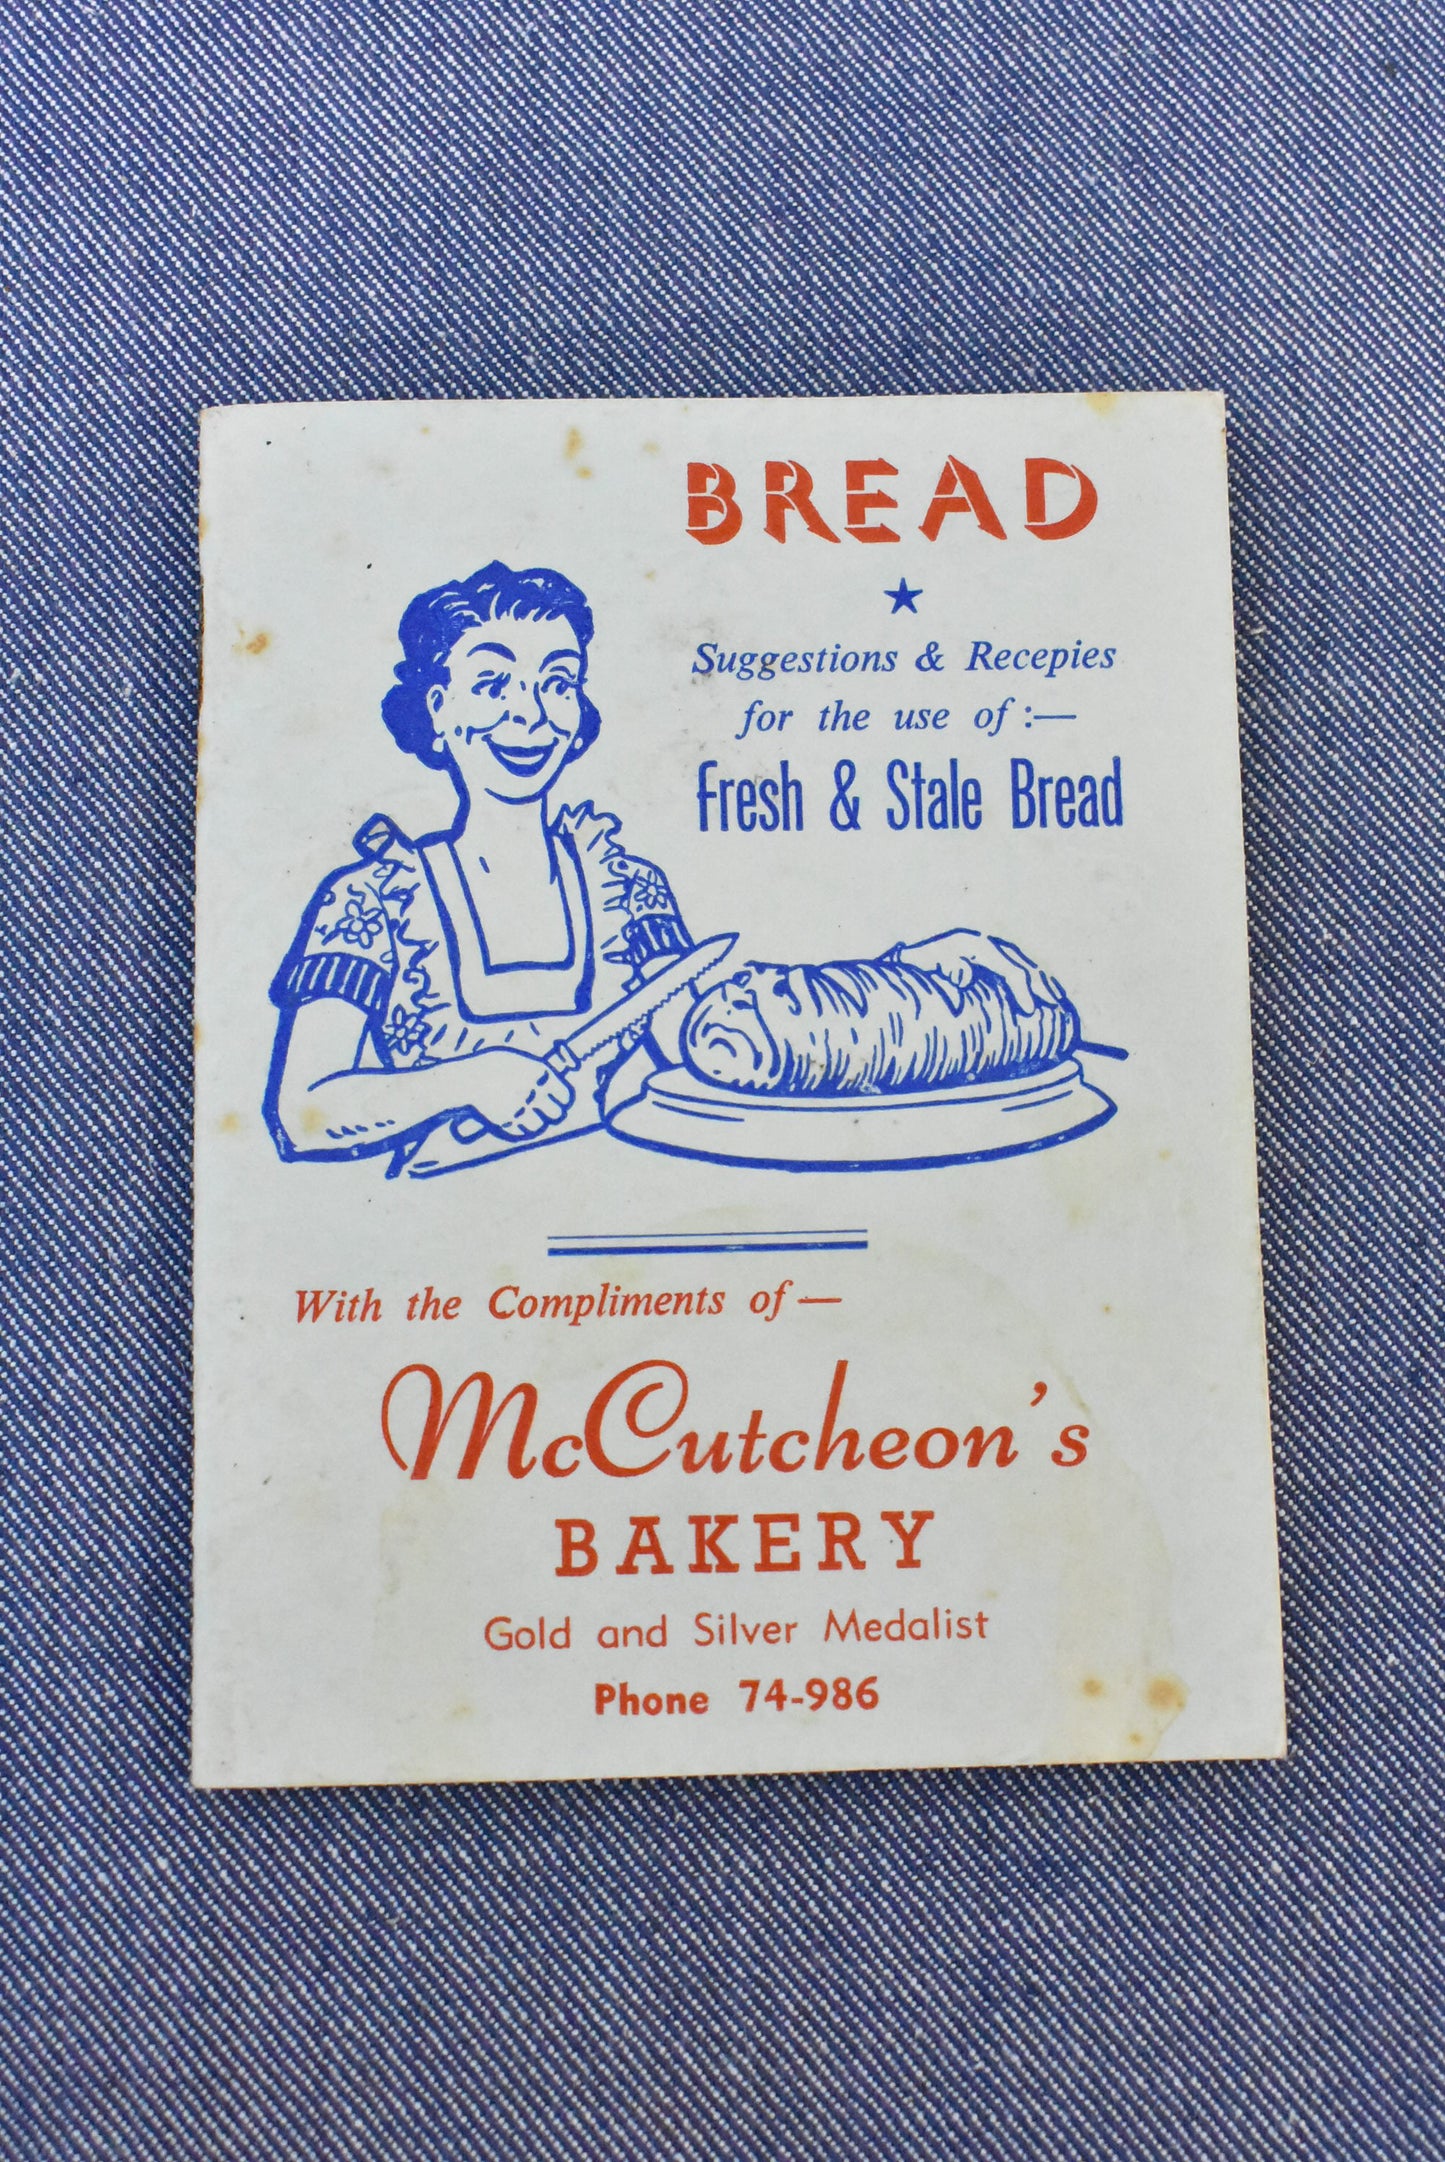 BREAD
Suggestions & Recepies
for the use of :—
Fresh & Stale Bread
With the Compliments of —
McCutcheon's
BAKERY
Gold and Silver Medalist
Phone 74-986